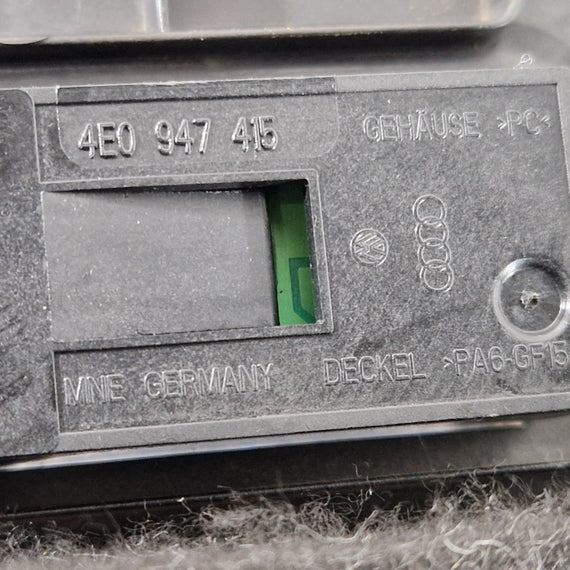 4E0 947 415
GEHÄUSE >PC<
MNE GERMANY
DECKEL >PA6-GF15